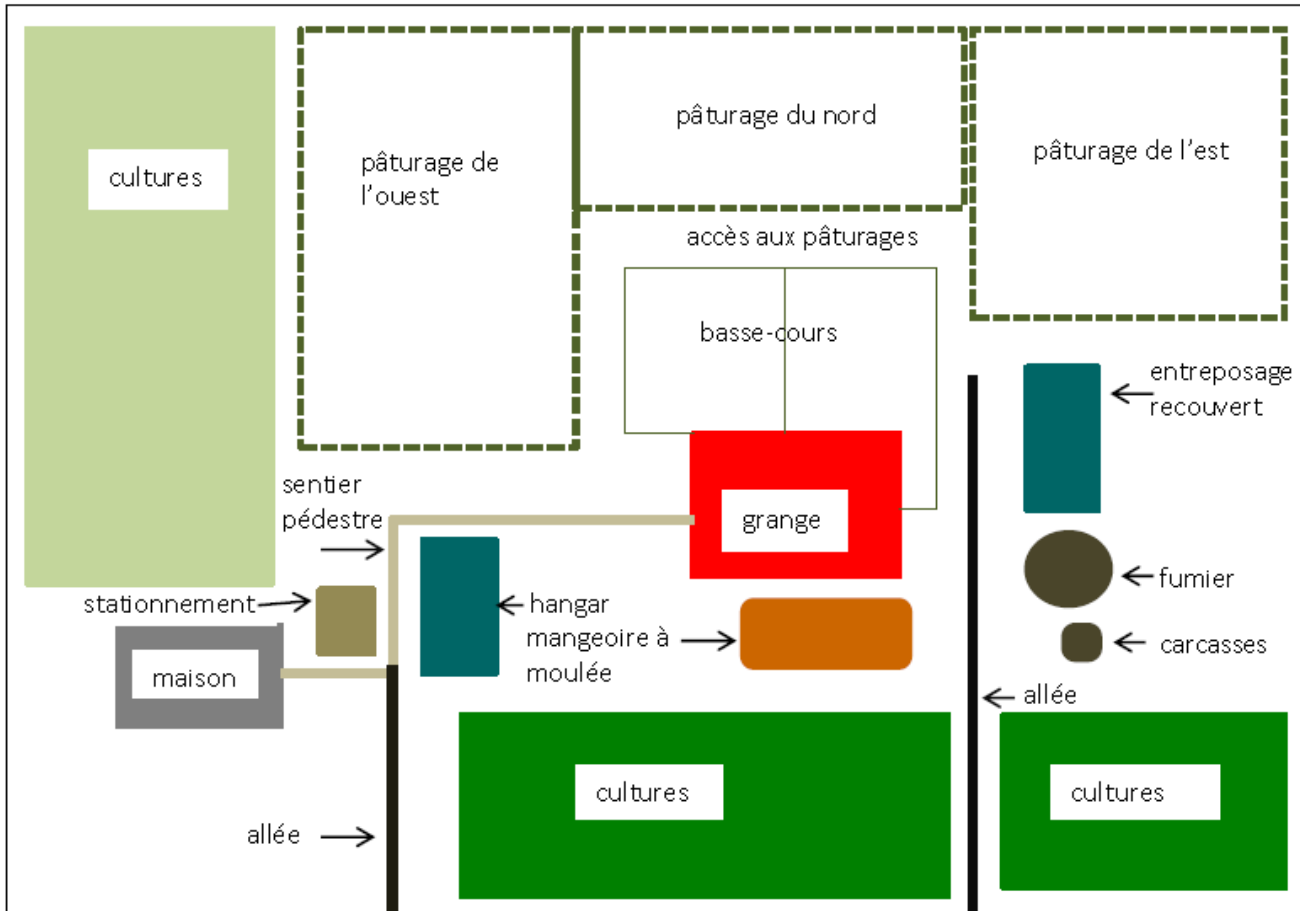 pâturage du nord
pâturage de l'est
cultures
pâturage de
l'ouest
accès aux pâturages
basse-cours
entreposage
recouvert
sentier
pédestre
grange
fumier
stationnement
hangar
mangeoire à
moulée
carcasses
maison
allée
cultures
cultures
allée